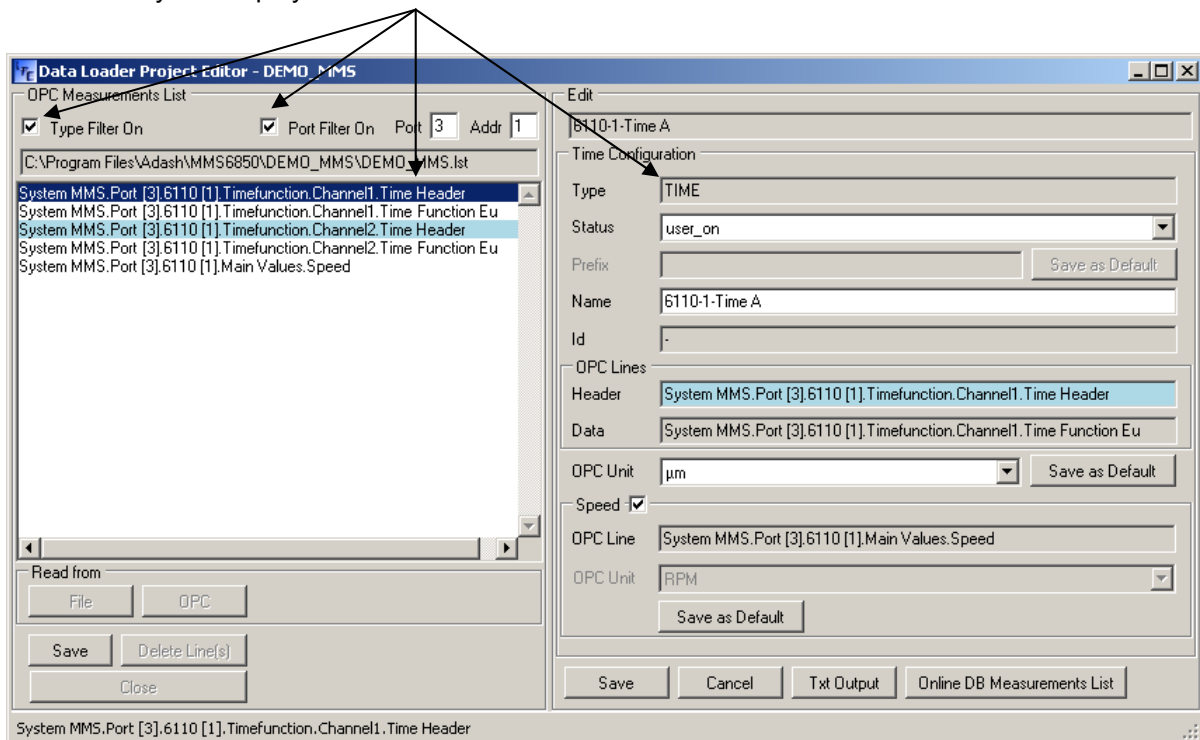 Data Loader Project Editor - DEMO_MMS
OPC Measurements List
Type Filter On Port Filter On Port 3 Addr 1
C:\Program Files\Adash\MMS6850\DEMO_MMS\DEMO_MMS.lst
System MMS.Port [3].6110 [1].Timefunction.Channel1.Time Header
System MMS.Port [3].6110 [1].Timefunction.Channel1.Time Function Eu
System MMS.Port [3].6110 [1].Timefunction.Channel2.Time Header
System MMS.Port [3].6110 [1].Timefunction.Channel2.Time Function Eu
System MMS.Port [3].6110 [1].Main Values.Speed
Read from
File OPC
Save Delete Line(s)
Close
Edit
6110-1-Time A
Time Configuration
Type TIME
Status user_on
Prefix Save as Default
Name 6110-1-Time A
Id -
OPC Lines
Header System MMS.Port [3].6110 [1].Timefunction.Channel1.Time Header
Data System MMS.Port [3].6110 [1].Timefunction.Channel1.Time Function Eu
OPC Unit µm Save as Default
Speed
OPC Line System MMS.Port [3].6110 [1].Main Values.Speed
OPC Unit RPM
Save as Default
Save Cancel Txt Output Online DB Measurements List
System MMS.Port [3].6110 [1].Timefunction.Channel1.Time Header